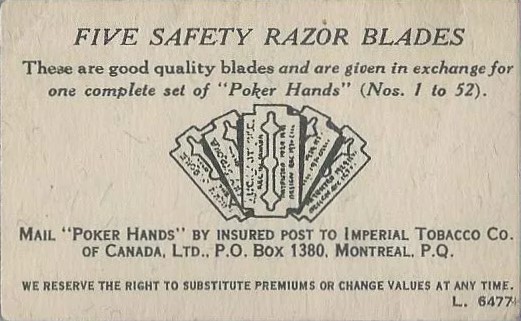 FIVE SAFETY RAZOR BLADES
These are good quality blades and are given in exchange for
one complete set of "Poker Hands" (Nos. 1 to 52).
MAIL "POKER HANDS" BY INSURED POST TO IMPERIAL TOBACCO CO.
OF CANADA, LTD., P.O. BOX 1380, MONTREAL, P.Q.
WE RESERVE THE RIGHT TO SUBSTITUTE PREMIUMS OR CHANGE VALUES AT ANY TIME.
L. 6477